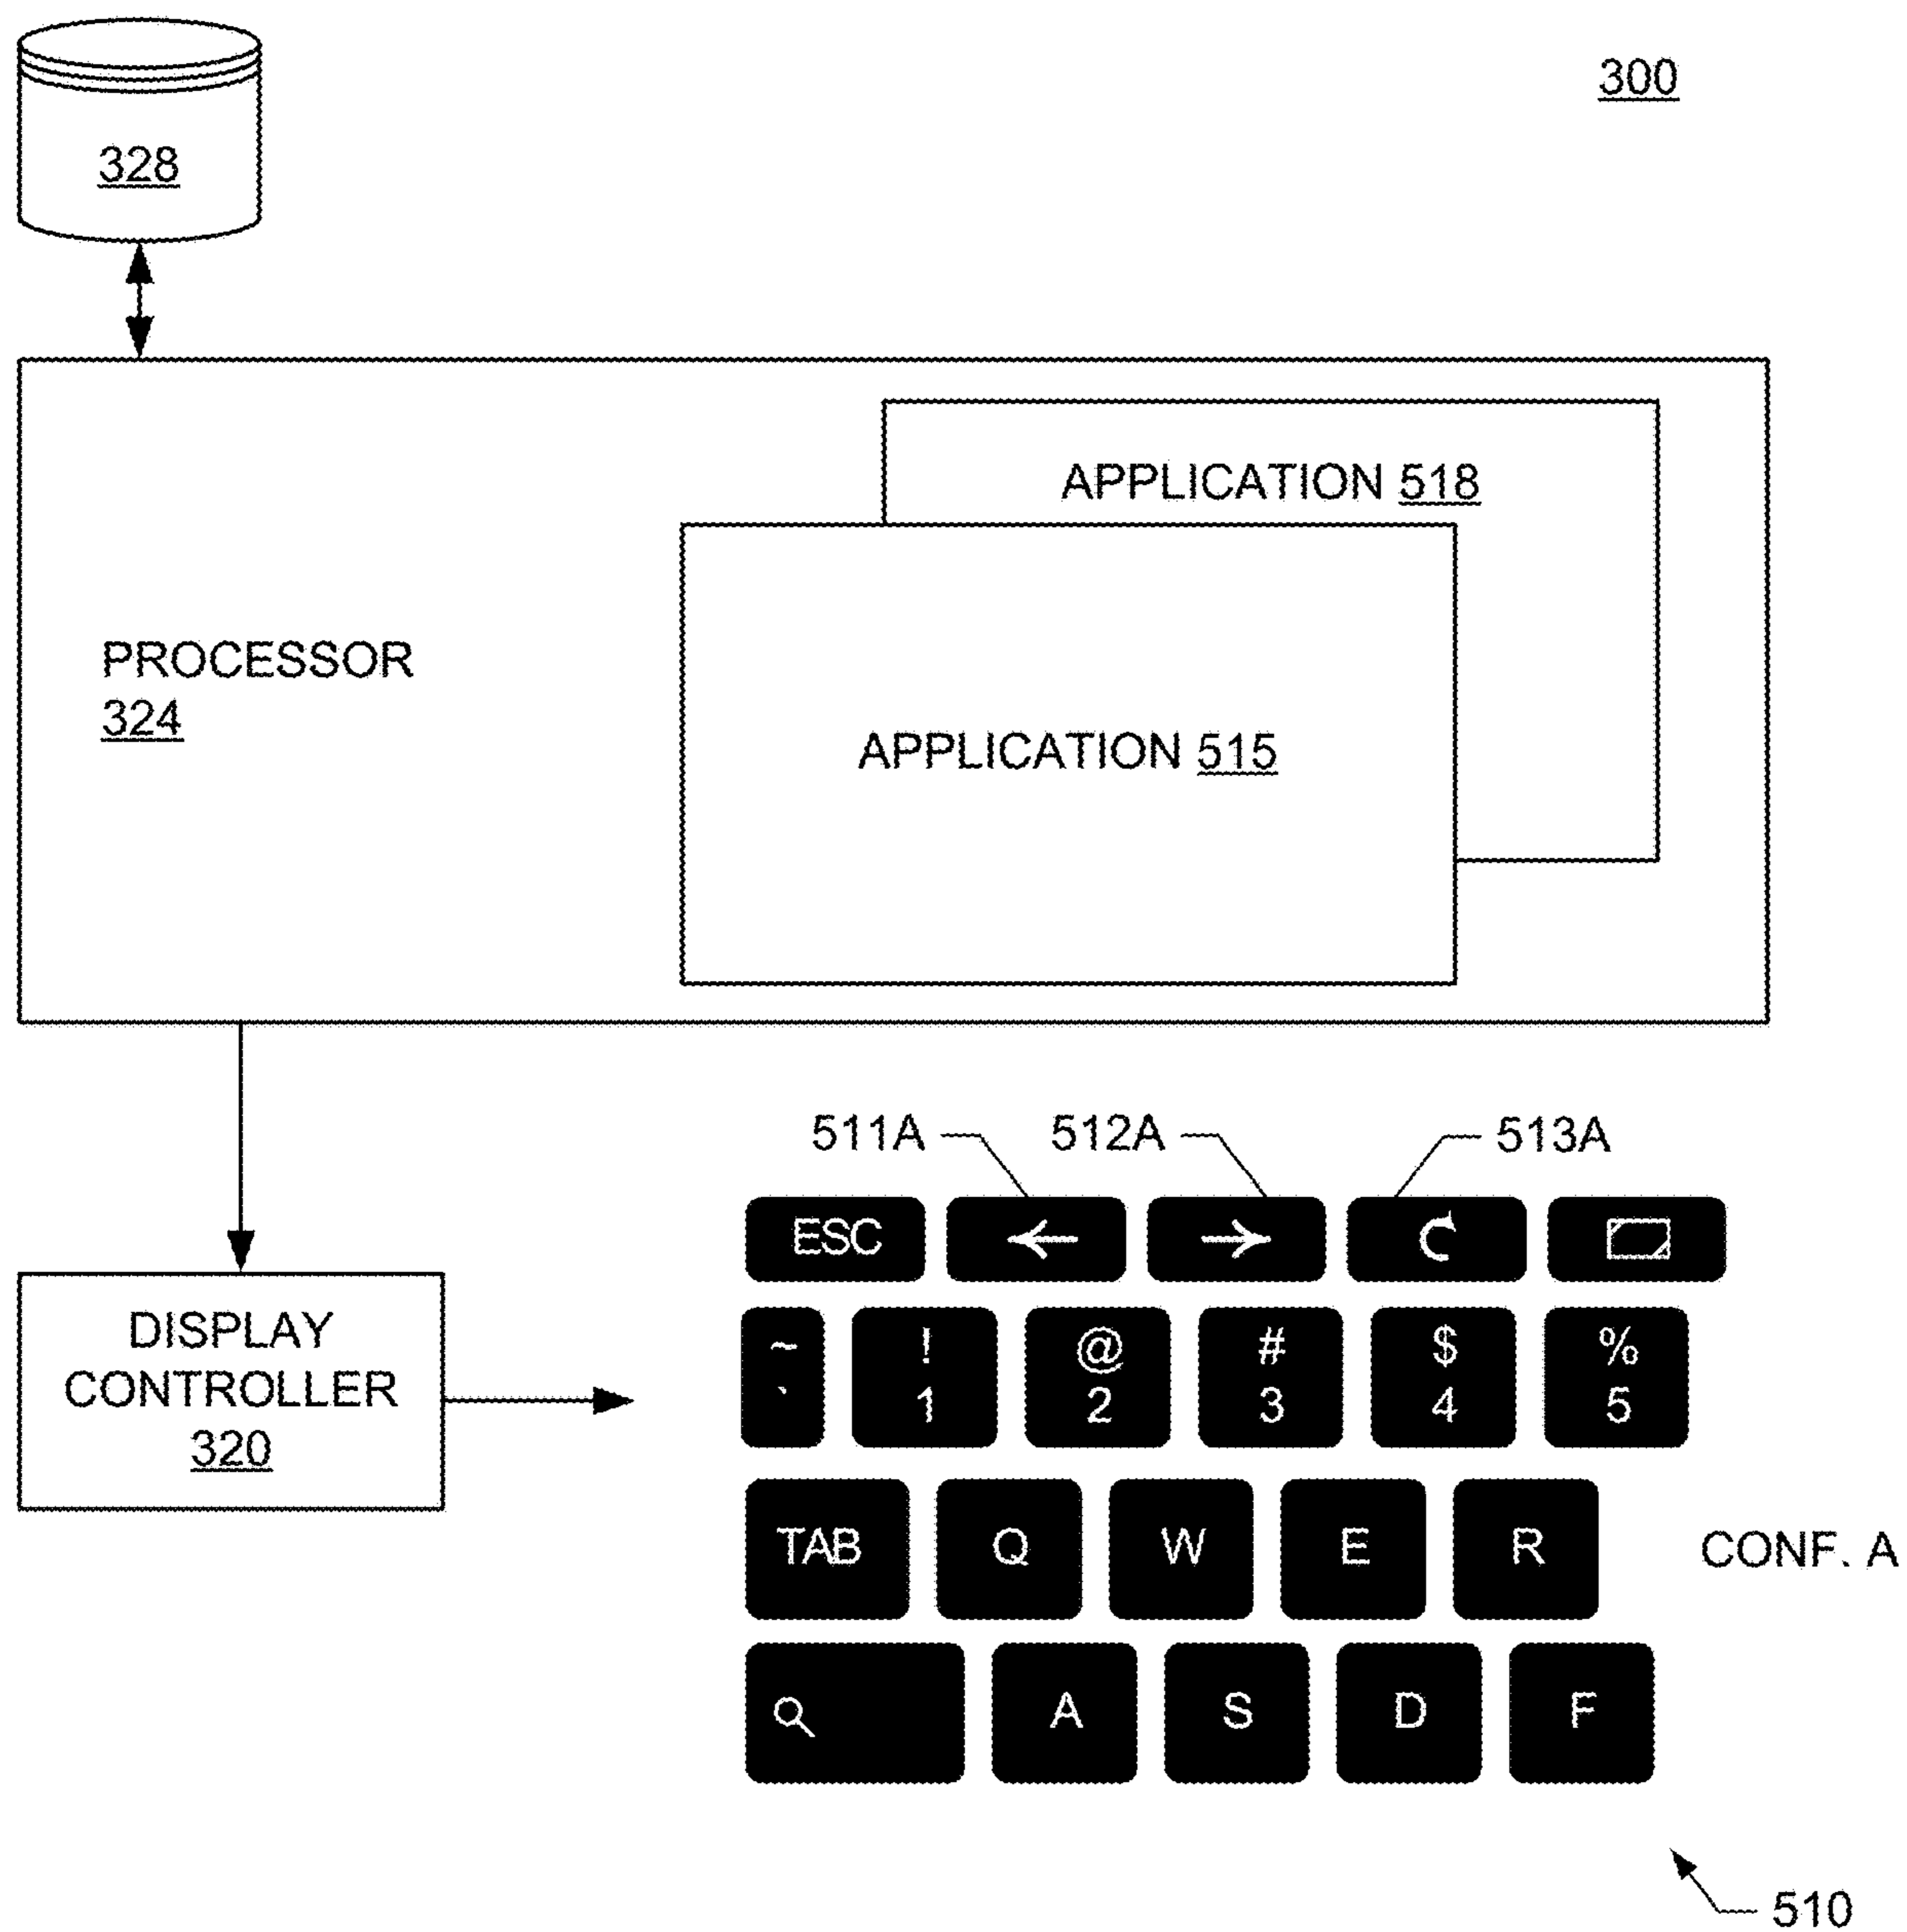 300
328
APPLICATION 518
PROCESSOR
324
APPLICATION 515
511A 512A 513A
ESC ← →
DISPLAY
CONTROLLER
320
~ ! @ # $ %
` 1 2 3 4 5
TAB Q W E R
CONF. A
A S D F
510